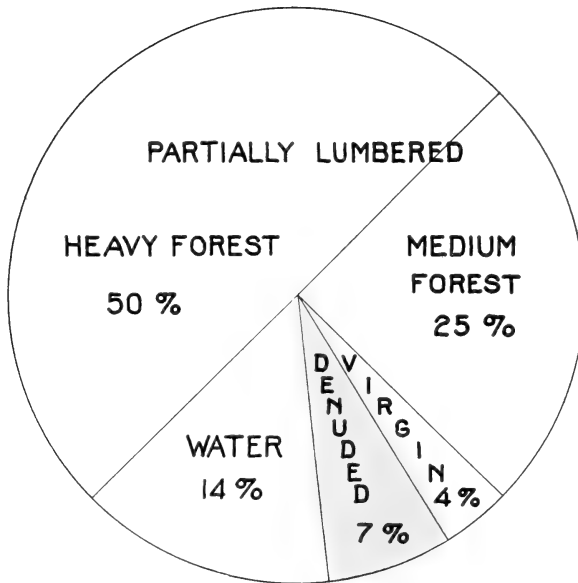 PARTIALLY LUMBERED
HEAVY FOREST
50 %
MEDIUM
FOREST
25 %
WATER
14 %
DENUDED
7 %
VIRGIN
4 %